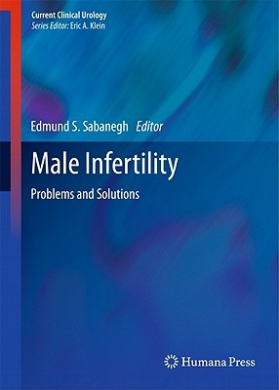 Current Clinical Urology
Series Editor: Eric A. Klein
Edmund S. Sabanegh Editor
Male Infertility
Problems and Solutions
Humana Press